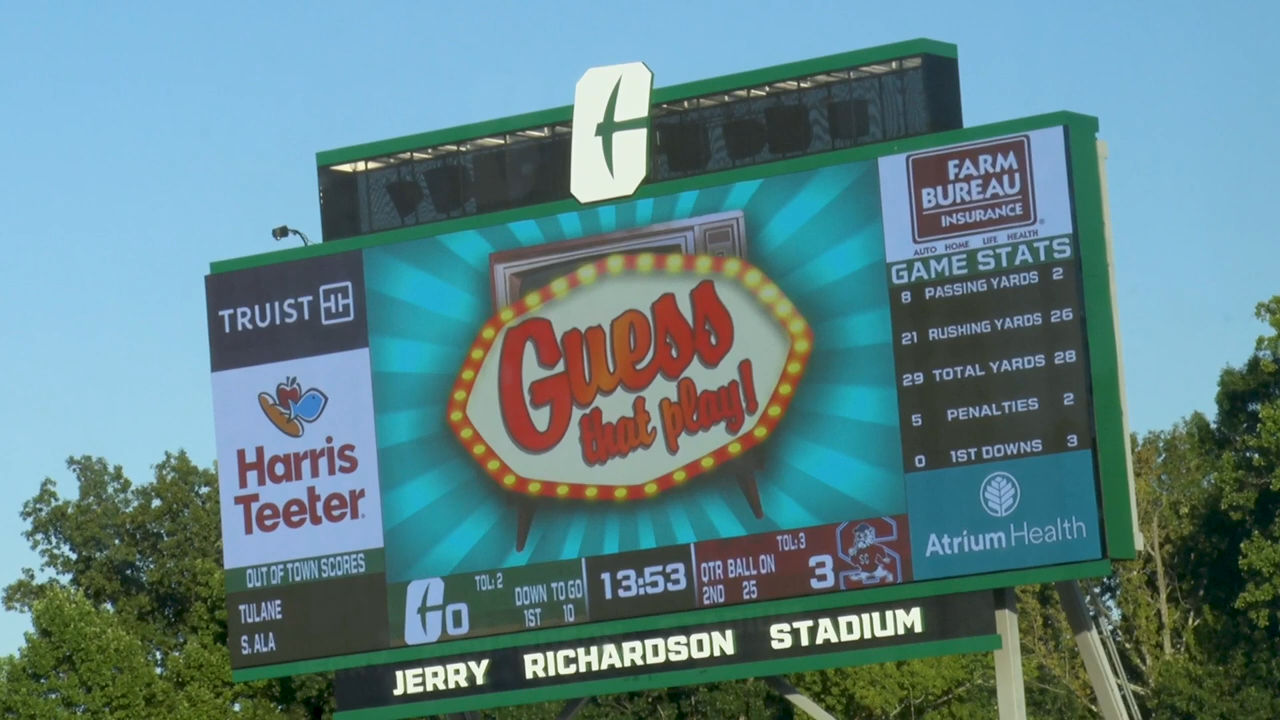 TRUIST
Harris
Teeter
OUT OF TOWN SCORES
TULANE
S. ALA
Guess
that play!
FARM
BUREAU
INSURANCE
AUTO HOME LIFE HEALTH
GAME STATS
8 PASSING YARDS 2
21 RUSHING YARDS 26
29 TOTAL YARDS 28
5 PENALTIES 2
0 1ST DOWNS 3
Atrium Health
0
TOL: 2
DOWN TO GO
1ST 10
13:53
TOL: 3
QTR BALL ON
2ND 25
3
SC
JERRY RICHARDSON STADIUM